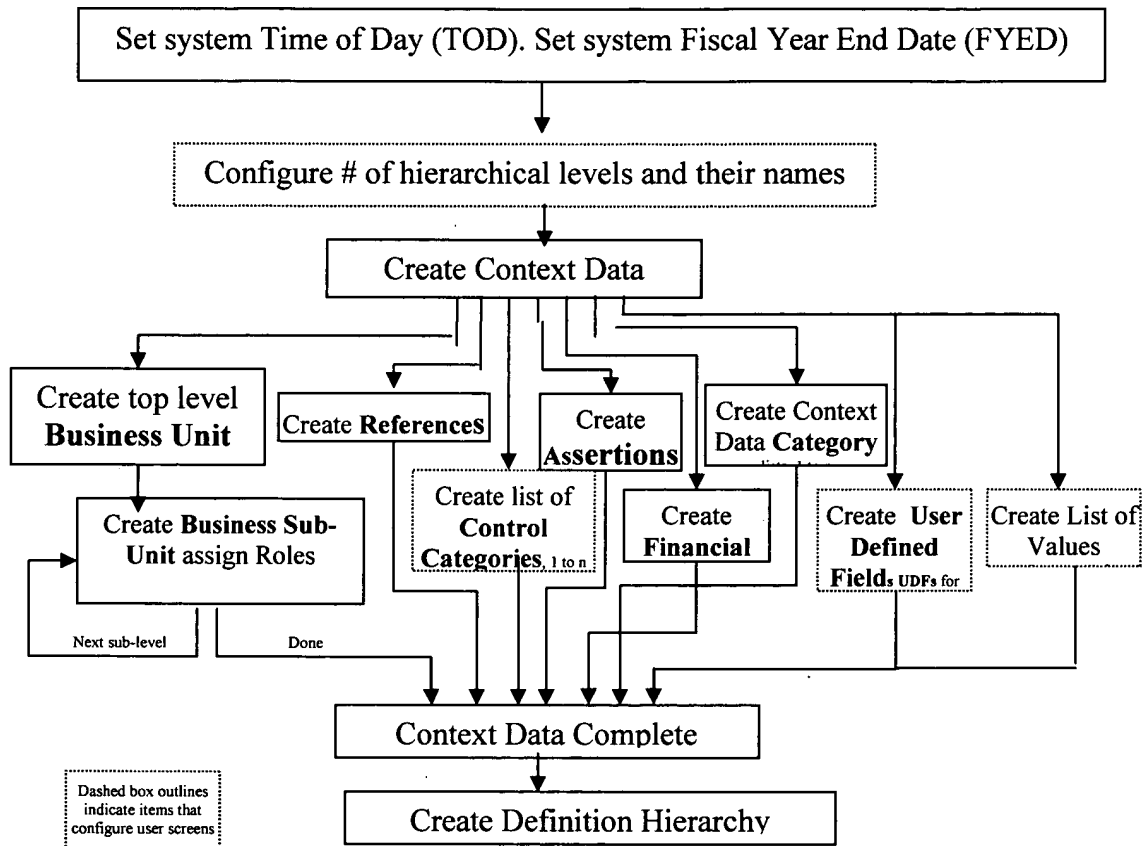 Set system Time of Day (TOD). Set system Fiscal Year End Date (FYED)
Configure # of hierarchical levels and their names
Create Context Data
Create top level
Business Unit
Create References
Create
Assertions
Create Context
Data Category
Create list of
Control
Categories, 1 to n
Create
Financial
Create User
Defined
Fields UDFs for
Create List of
Values
Create Business Sub-
Unit assign Roles
Next sub-level
Done
Context Data Complete
Dashed box outlines
indicate items that
configure user screens
Create Definition Hierarchy